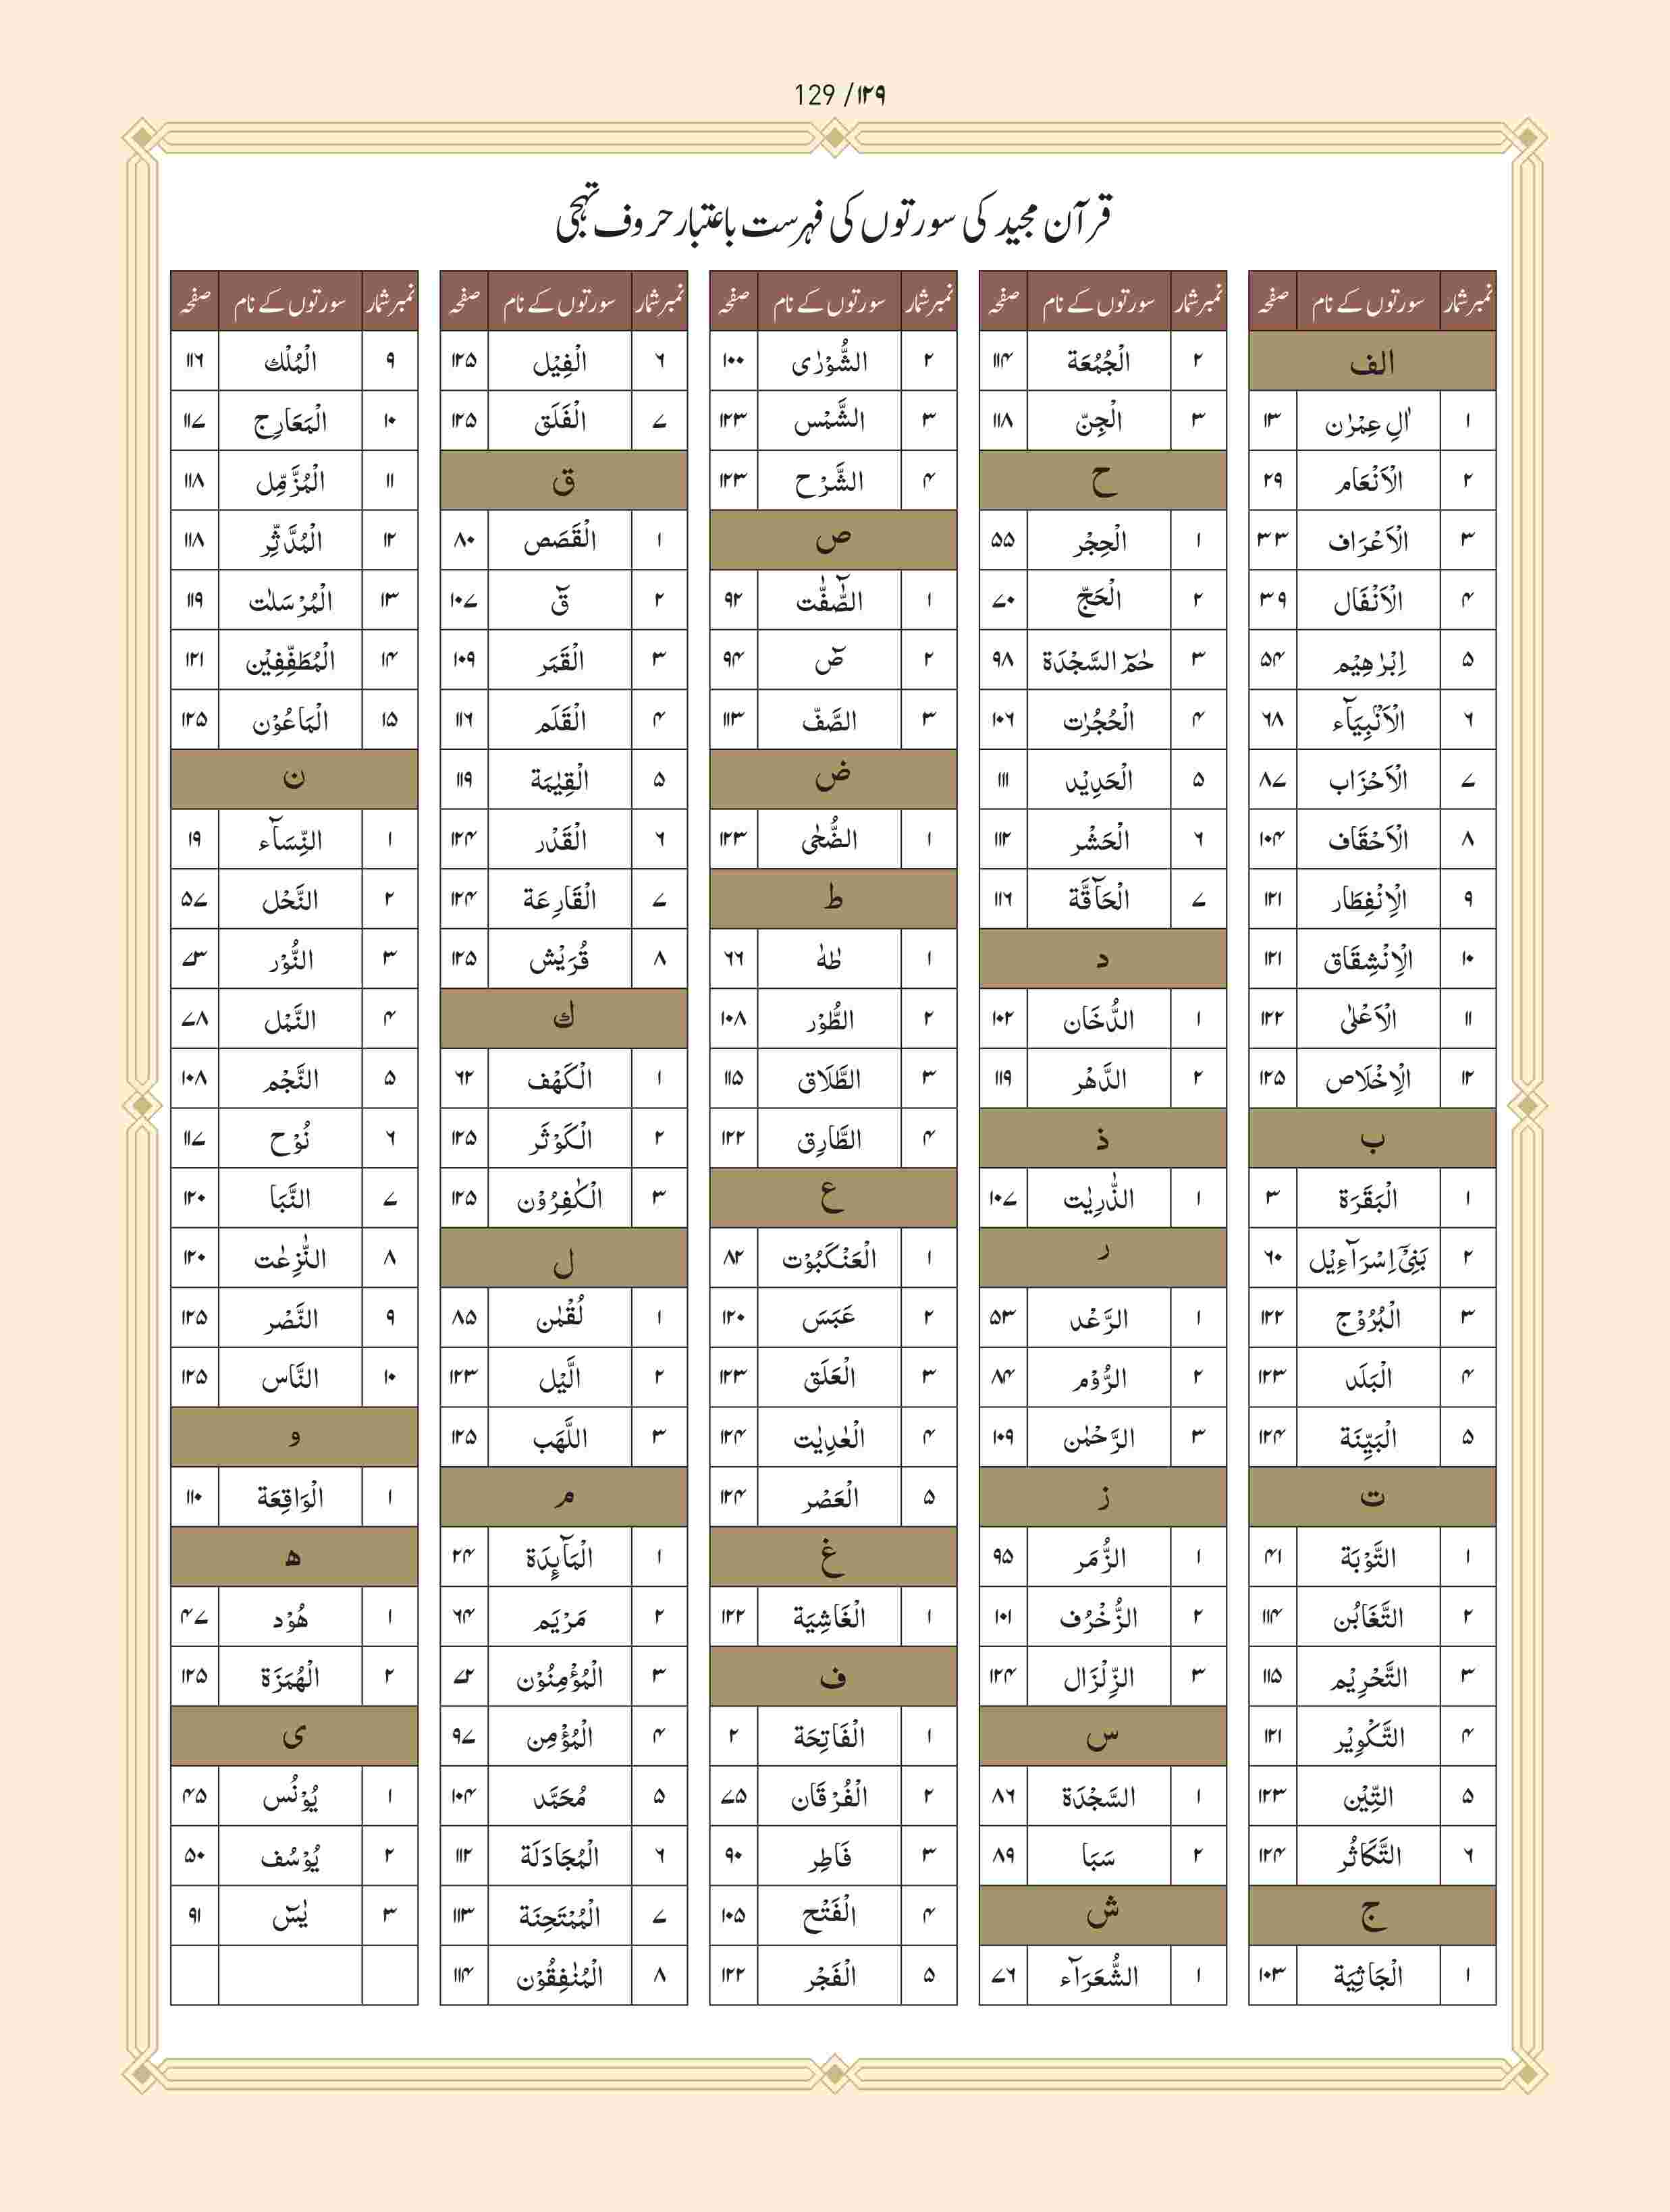 129 /۱۲۹
قرآن مجید کی سورتوں کی فہرست باعتبار حروف تہجی
نمبر شمار سورتوں کے نام صفحہ
الف
۱ اٰلِ عِمْرٰن ۱۳
۲ الْاَنْعَام ۲۹
۳ الْاَعْرَاف ۳۳
۴ الْاَنْفَال ۳۹
۵ اِبْرٰهِيْم ۵۴
۶ الْاَنْۢبِيَآء ۶۸
۷ الْاَحْزَاب ۸۷
۸ الْاَحْقَاف ۱۰۴
۹ الْاِنْفِطَار ۱۲۱
۱۰ الْاِنْشِقَاق ۱۲۱
۱۱ الْاَعْلٰى ۱۲۲
۱۲ الْاِخْلَاص ۱۲۵
ب
۱ الْبَقَرَة ۳
۲ بَنِيْٓ اِسْرَآءِيْل ۶۰
۳ الْبُرُوْج ۱۲۲
۴ الْبَلَد ۱۲۳
۵ الْبَيِّنَة ۱۲۴
ت
۱ التَّوْبَة ۴۱
۲ التَّغَابُن ۱۱۴
۳ التَّحْرِيْم ۱۱۵
۴ التَّكْوِيْر ۱۲۱
۵ التِّيْن ۱۲۳
۶ التَّكَاثُر ۱۲۴
ج
۱ الْجَاثِيَة ۱۰۳
نمبر شمار سورتوں کے نام صفحہ
۲ الْجُمُعَة ۱۱۴
۳ الْجِنّ ۱۱۸
ح
۱ الْحِجْر ۵۵
۲ الْحَجّ ۷۰
۳ حٰمٓ السَّجْدَة ۹۸
۴ الْحُجُرٰت ۱۰۶
۵ الْحَدِيْد ۱۱۱
۶ الْحَشْر ۱۱۲
۷ الْحَآقَّة ۱۱۶
د
۱ الدُّخَان ۱۰۲
۲ الدَّهْر ۱۱۹
ذ
۱ الذّٰرِيٰت ۱۰۷
ر
۱ الرَّعْد ۵۳
۲ الرُّوْم ۸۴
۳ الرَّحْمٰن ۱۰۹
ز
۱ الزُّمَر ۹۵
۲ الزُّخْرُف ۱۰۱
۳ الزِّلْزَال ۱۲۴
س
۱ السَّجْدَة ۸۶
۲ سَبَا ۸۹
ش
۱ الشُّعَرَآء ۷۶
نمبر شمار سورتوں کے نام صفحہ
۲ الشُّوْرٰى ۱۰۰
۳ الشَّمْس ۱۲۳
۴ الشَّرْح ۱۲۳
ص
۱ الصّٰٓفّٰت ۹۲
۲ صٓ ۹۴
۳ الصَّفّ ۱۱۳
ض
۱ الضُّحٰى ۱۲۳
ط
۱ طٰهٰ ۶۶
۲ الطُّوْر ۱۰۸
۳ الطَّلَاق ۱۱۵
۴ الطَّارِق ۱۲۲
ع
۱ الْعَنْكَبُوْت ۸۲
۲ عَبَسَ ۱۲۰
۳ الْعَلَق ۱۲۳
۴ الْعٰدِيٰت ۱۲۴
۵ الْعَصْر ۱۲۴
غ
۱ الْغَاشِيَة ۱۲۲
ف
۱ الْفَاتِحَة ۲
۲ الْفُرْقَان ۷۵
۳ فَاطِر ۹۰
۴ الْفَتْح ۱۰۵
۵ الْفَجْر ۱۲۲
نمبر شمار سورتوں کے نام صفحہ
۶ الْفِيْل ۱۲۵
۷ الْفَلَق ۱۲۵
ق
۱ الْقَصَص ۸۰
۲ قٓ ۱۰۷
۳ الْقَمَر ۱۰۹
۴ الْقَلَم ۱۱۶
۵ الْقِيٰمَة ۱۱۹
۶ الْقَدْر ۱۲۴
۷ الْقَارِعَة ۱۲۴
۸ قُرَيْش ۱۲۵
ك
۱ الْكَهْف ۶۲
۲ الْكَوْثَر ۱۲۵
۳ الْكٰفِرُوْن ۱۲۵
ل
۱ لُقْمٰن ۸۵
۲ الَّيْل ۱۲۳
۳ اللَّهَب ۱۲۵
م
۱ الْمَآئِدَة ۲۴
۲ مَرْيَم ۶۴
۳ الْمُؤْمِنُوْن ۷۲
۴ الْمُؤْمِن ۹۷
۵ مُحَمَّد ۱۰۴
۶ الْمُجَادَلَة ۱۱۲
۷ الْمُمْتَحِنَة ۱۱۳
۸ الْمُنٰفِقُوْن ۱۱۴
نمبر شمار سورتوں کے نام صفحہ
۹ الْمُلْك ۱۱۶
۱۰ الْمَعَارِج ۱۱۷
۱۱ الْمُزَّمِّل ۱۱۸
۱۲ الْمُدَّثِّر ۱۱۸
۱۳ الْمُرْسَلٰت ۱۱۹
۱۴ الْمُطَفِّفِيْن ۱۲۱
۱۵ الْمَاعُوْن ۱۲۵
ن
۱ النِّسَآء ۱۹
۲ النَّحْل ۵۷
۳ النُّوْر ۷۳
۴ النَّمْل ۷۸
۵ النَّجْم ۱۰۸
۶ نُوْح ۱۱۷
۷ النَّبَا ۱۲۰
۸ النّٰزِعٰت ۱۲۰
۹ النَّصْر ۱۲۵
۱۰ النَّاس ۱۲۵
و
۱ الْوَاقِعَة ۱۱۰
ه
۱ هُوْد ۴۷
۲ الْهُمَزَة ۱۲۵
ى
۱ يُوْنُس ۴۵
۲ يُوْسُف ۵۰
۳ يٰسٓ ۹۱